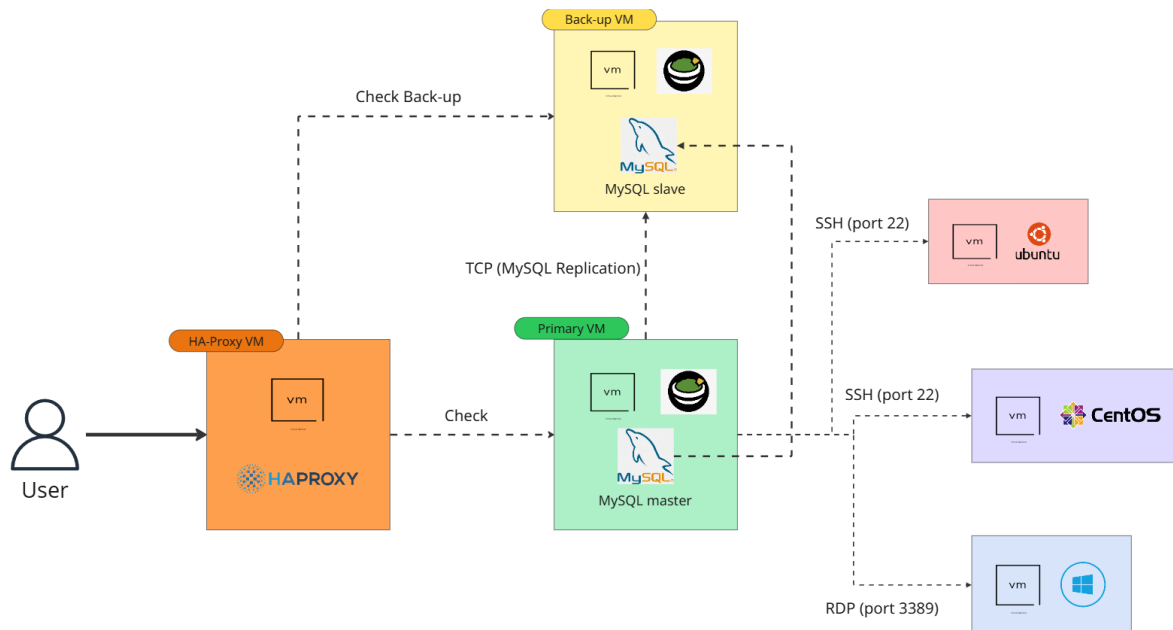 Back-up VM
vm
Check Back-up
MySQL
MySQL slave
SSH (port 22)
vm
ubuntu
TCP (MySQL Replication)
HA-Proxy VM
Primary VM
vm
vm
SSH (port 22)
vm
CentOS
Check
User
HAPROXY
MySQL
MySQL master
vm
RDP (port 3389)